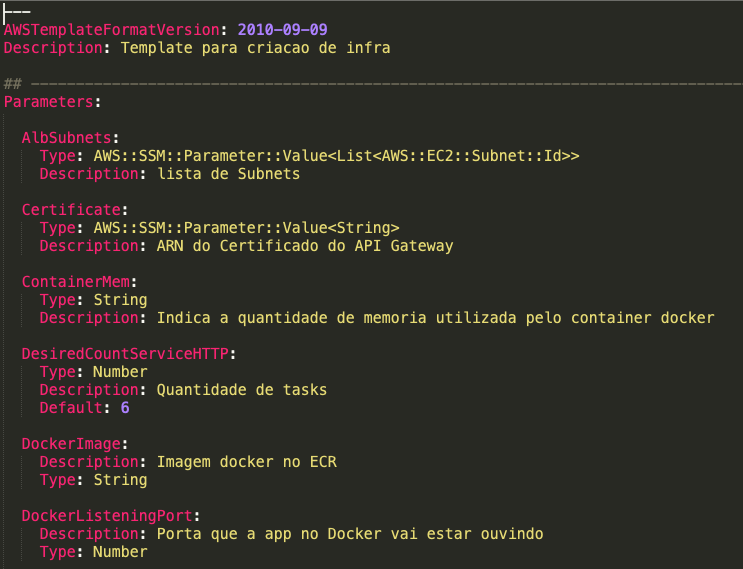 ---
AWSTemplateFormatVersion: 2010-09-09
Description: Template para criacao de infra
## -------------------------------------------------------------------------------
Parameters:
AlbSubnets:
Type: AWS::SSM::Parameter::Value<List<AWS::EC2::Subnet::Id>>
Description: lista de Subnets
Certificate:
Type: AWS::SSM::Parameter::Value<String>
Description: ARN do Certificado do API Gateway
ContainerMem:
Type: String
Description: Indica a quantidade de memoria utilizada pelo container docker
DesiredCountServiceHTTP:
Type: Number
Description: Quantidade de tasks
Default: 6
DockerImage:
Description: Imagem docker no ECR
Type: String
DockerListeningPort:
Description: Porta que a app no Docker vai estar ouvindo
Type: Number